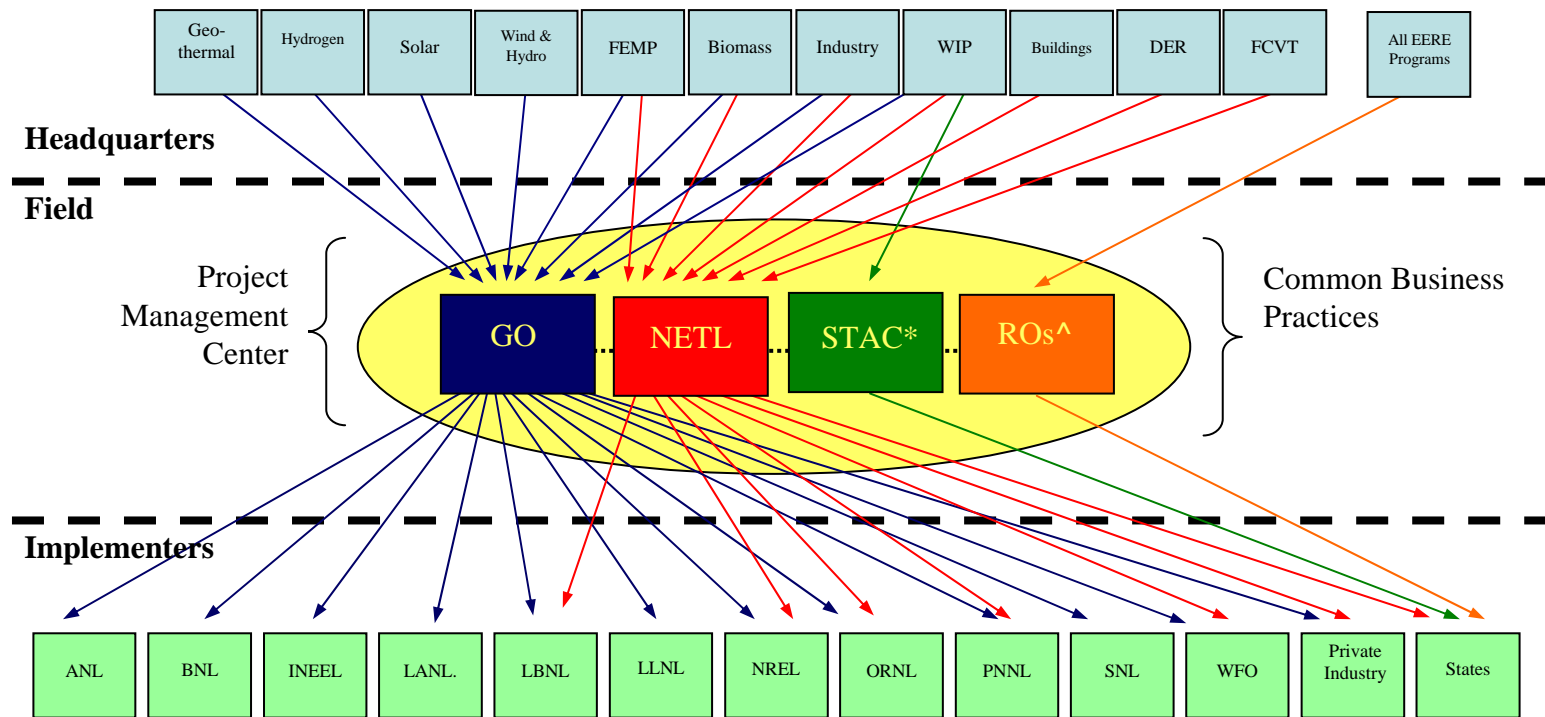 Geo-
thermal
Hydrogen
Solar
Wind &
Hydro
FEMP
Biomass
Industry
WIP
Buildings
DER
FCVT
All EERE
Programs
Headquarters
Field
Project
Management
Center
GO
NETL
STAC*
ROs^
Common Business
Practices
Implementers
ANL
BNL
INEEL
LANL.
LBNL
LLNL
NREL
ORNL
PNNL
SNL
WFO
Private
Industry
States